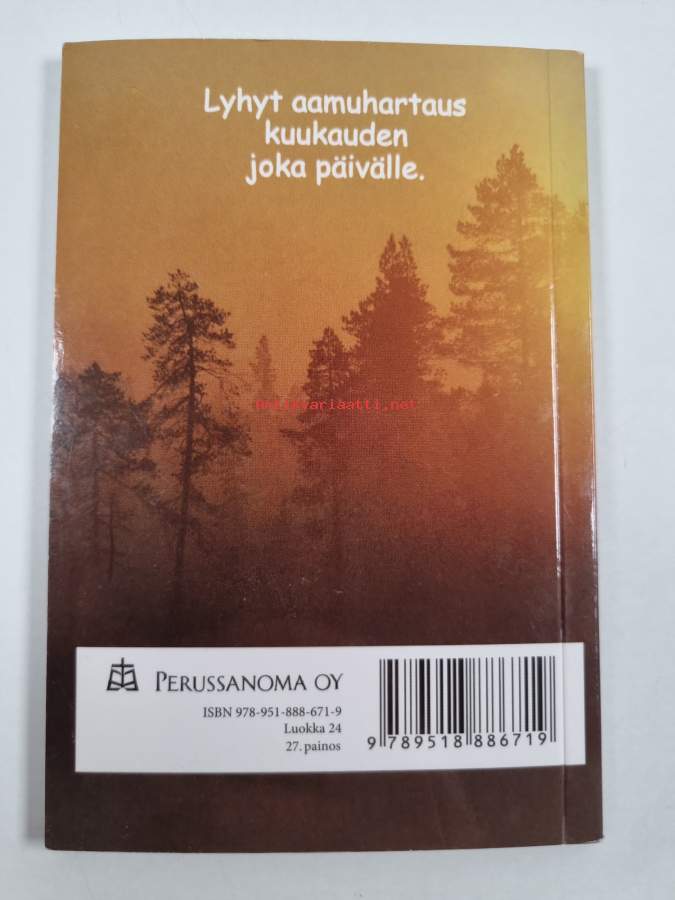 Lyhyt aamuhartaus
kuukauden
joka päivälle.
antikvariaatti.net
PERUSSANOMA OY
ISBN 978-951-888-671-9
Luokka 24
27. painos
9 789518 886719